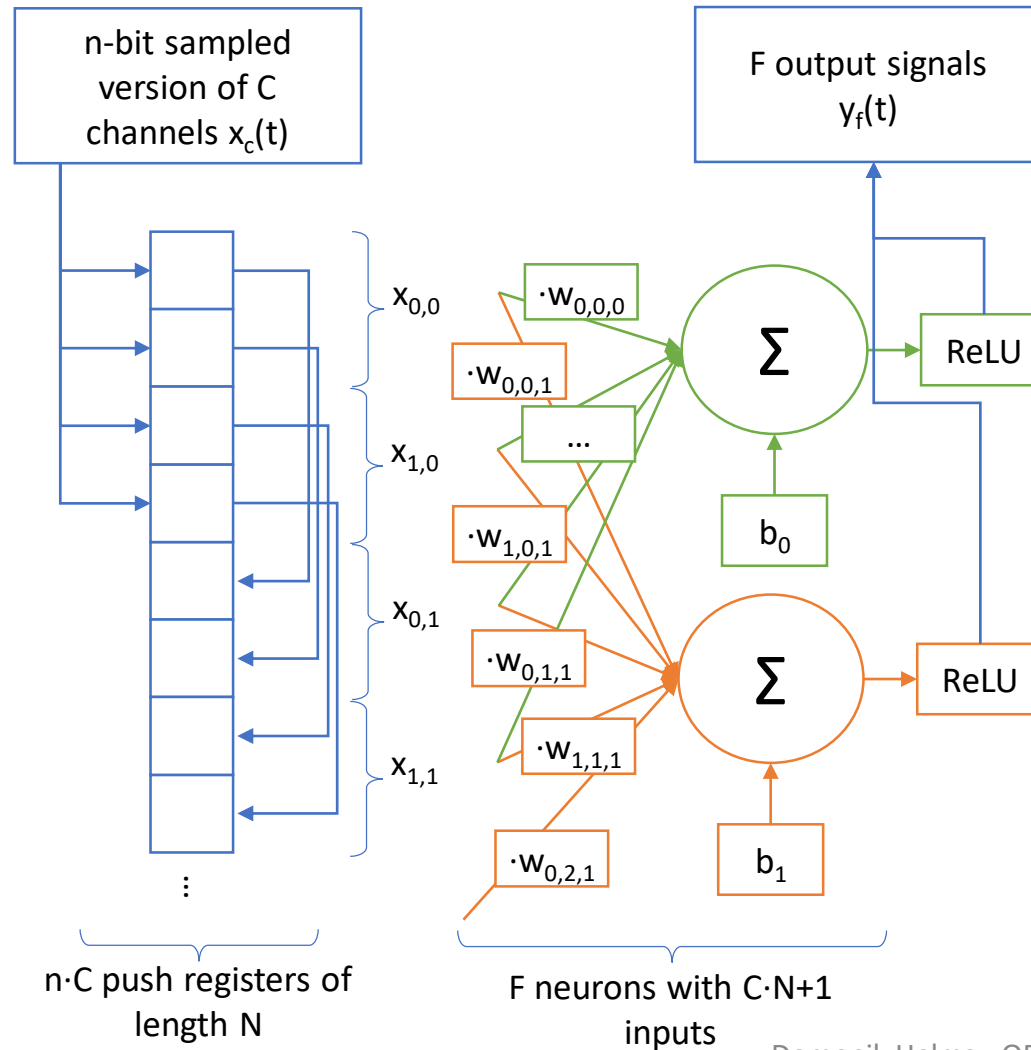 n-bit sampled
version of C
channels x_c(t)
F output signals
y_f(t)
x_0,0
x_1,0
x_0,1
x_1,1
⋮
·w_0,0,0
·w_0,0,1
...
·w_1,0,1
·w_0,1,1
·w_1,1,1
·w_0,2,1
Σ
b_0
ReLU
Σ
b_1
ReLU
n·C push registers of
length N
F neurons with C·N+1
inputs